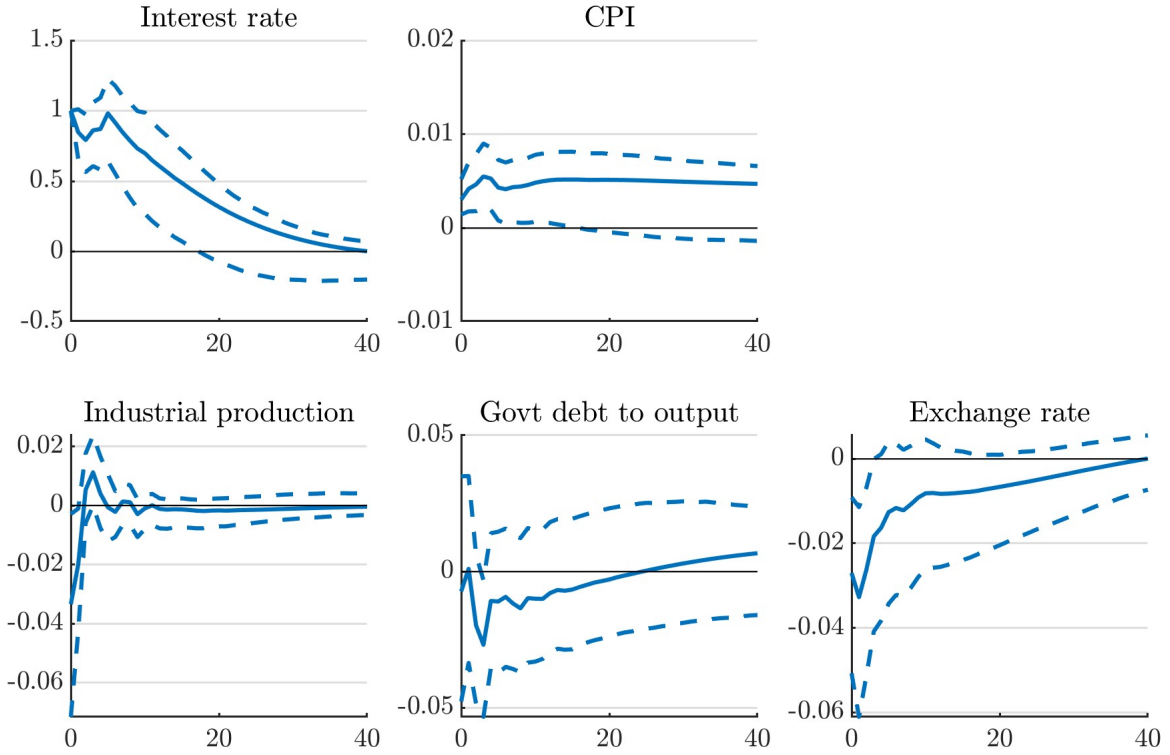 Interest rate
1.5
1
0.5
0
-0.5
0 20 40
CPI
0.02
0.01
0
-0.01
0 20 40
Industrial production
0.02
0
-0.02
-0.04
-0.06
0 20 40
Govt debt to output
0.05
0
-0.05
0 20 40
Exchange rate
0
-0.02
-0.04
-0.06
0 20 40